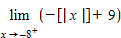 lim (−[| x |]+ 9)
x→−8⁺